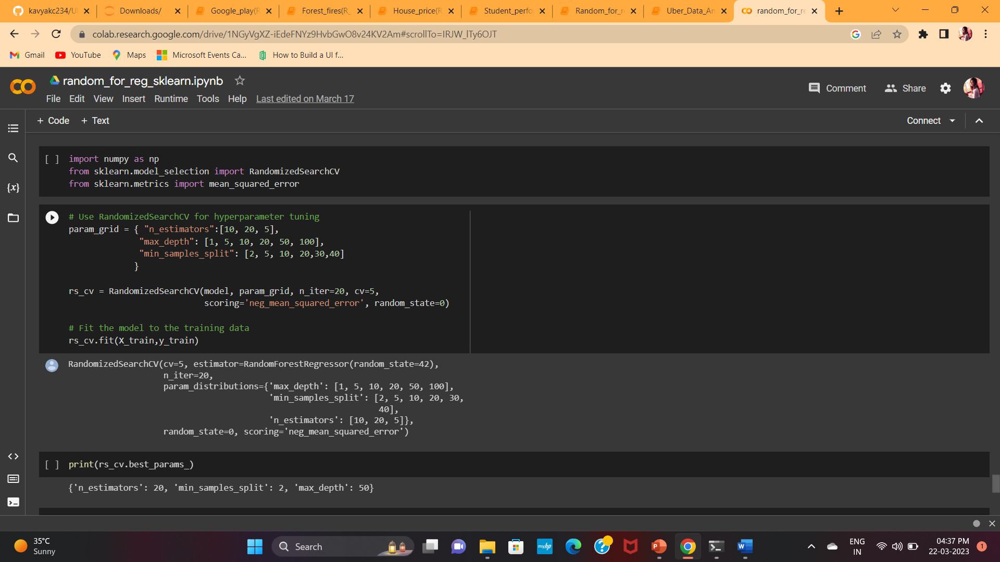 kavyakc234/U
Downloads/
Google_play(R
Forest_fires(R_
House_price(R
Student_perfo
Random_for_r
Uber_Data_An
random_for_re
colab.research.google.com/drive/1NGyVgXZ-iEdeFNYz9HvbGwO8v24KV2Am#scrollTo=IRJW_lTy6OJT
Gmail
YouTube
Maps
Microsoft Events Ca...
How to Build a UI f...
random_for_reg_sklearn.ipynb
File Edit View Insert Runtime Tools Help Last edited on March 17
Comment
Share
+ Code + Text
Connect
[ ] import numpy as np
from sklearn.model_selection import RandomizedSearchCV
from sklearn.metrics import mean_squared_error
{x}
# Use RandomizedSearchCV for hyperparameter tuning
param_grid = { "n_estimators":[10, 20, 5],
"max_depth": [1, 5, 10, 20, 50, 100],
"min_samples_split": [2, 5, 10, 20,30,40]
}
rs_cv = RandomizedSearchCV(model, param_grid, n_iter=20, cv=5,
scoring='neg_mean_squared_error', random_state=0)
# Fit the model to the training data
rs_cv.fit(X_train,y_train)
RandomizedSearchCV(cv=5, estimator=RandomForestRegressor(random_state=42),
n_iter=20,
param_distributions={'max_depth': [1, 5, 10, 20, 50, 100],
'min_samples_split': [2, 5, 10, 20, 30,
40],
'n_estimators': [10, 20, 5]},
random_state=0, scoring='neg_mean_squared_error')
[ ] print(rs_cv.best_params_)
{'n_estimators': 20, 'min_samples_split': 2, 'max_depth': 50}
35°C
Sunny
Search
myhp
ENG
IN
04:37 PM
22-03-2023
1